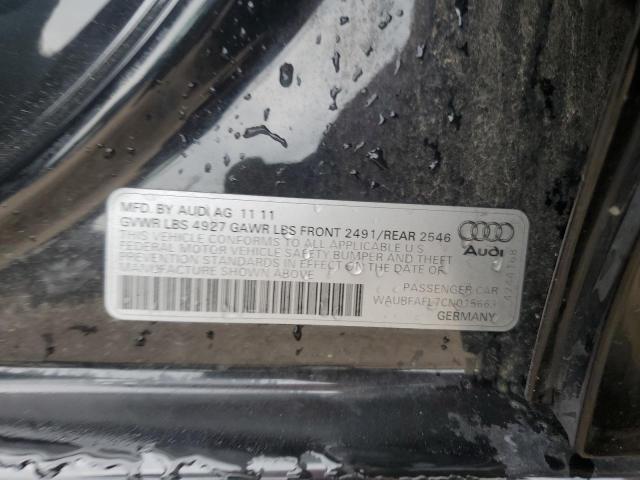 MFD. BY AUDI AG 11 11
GVWR LBS 4927 GAWR LBS FRONT 2491/REAR 2546
THIS VEHICLE CONFORMS TO ALL APPLICABLE U.S.
FEDERAL MOTOR VEHICLE SAFETY BUMPER AND THEFT
PREVENTION STANDARDS IN EFFECT ON THE DATE OF
MANUFACTURE SHOWN ABOVE
Audi
PASSENGER CAR
WAUBFAFL7CN015663
GERMANY